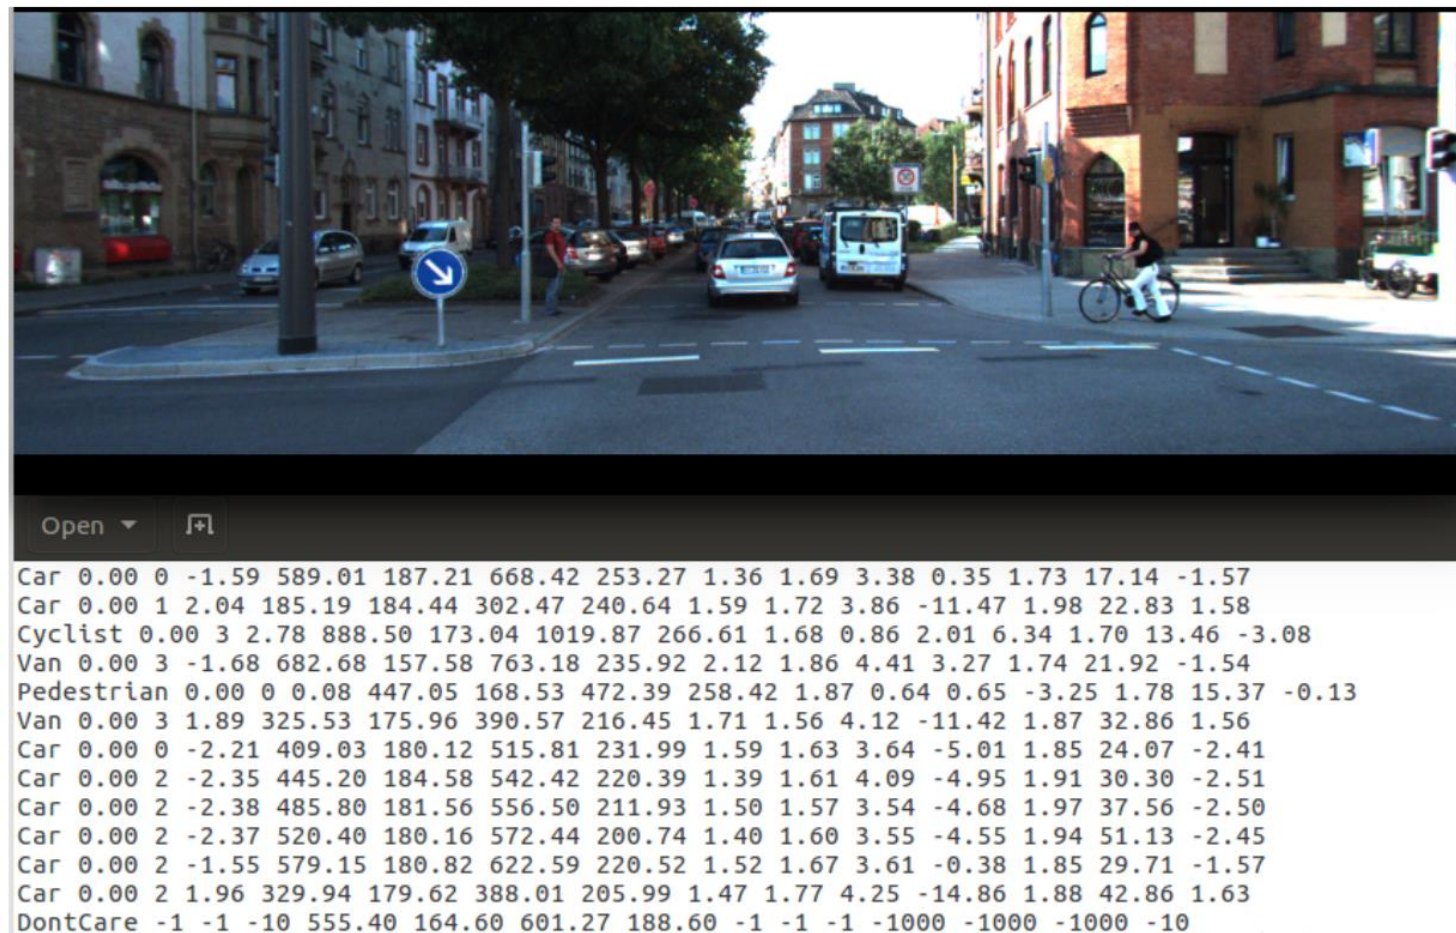 Open
Car 0.00 0 -1.59 589.01 187.21 668.42 253.27 1.36 1.69 3.38 0.35 1.73 17.14 -1.57
Car 0.00 1 2.04 185.19 184.44 302.47 240.64 1.59 1.72 3.86 -11.47 1.98 22.83 1.58
Cyclist 0.00 3 2.78 888.50 173.04 1019.87 266.61 1.68 0.86 2.01 6.34 1.70 13.46 -3.08
Van 0.00 3 -1.68 682.68 157.58 763.18 235.92 2.12 1.86 4.41 3.27 1.74 21.92 -1.54
Pedestrian 0.00 0 0.08 447.05 168.53 472.39 258.42 1.87 0.64 0.65 -3.25 1.78 15.37 -0.13
Van 0.00 3 1.89 325.53 175.96 390.57 216.45 1.71 1.56 4.12 -11.42 1.87 32.86 1.56
Car 0.00 0 -2.21 409.03 180.12 515.81 231.99 1.59 1.63 3.64 -5.01 1.85 24.07 -2.41
Car 0.00 2 -2.35 445.20 184.58 542.42 220.39 1.39 1.61 4.09 -4.95 1.91 30.30 -2.51
Car 0.00 2 -2.38 485.80 181.56 556.50 211.93 1.50 1.57 3.54 -4.68 1.97 37.56 -2.50
Car 0.00 2 -2.37 520.40 180.16 572.44 200.74 1.40 1.60 3.55 -4.55 1.94 51.13 -2.45
Car 0.00 2 -1.55 579.15 180.82 622.59 220.52 1.52 1.67 3.61 -0.38 1.85 29.71 -1.57
Car 0.00 2 1.96 329.94 179.62 388.01 205.99 1.47 1.77 4.25 -14.86 1.88 42.86 1.63
DontCare -1 -1 -10 555.40 164.60 601.27 188.60 -1 -1 -1 -1000 -1000 -1000 -10